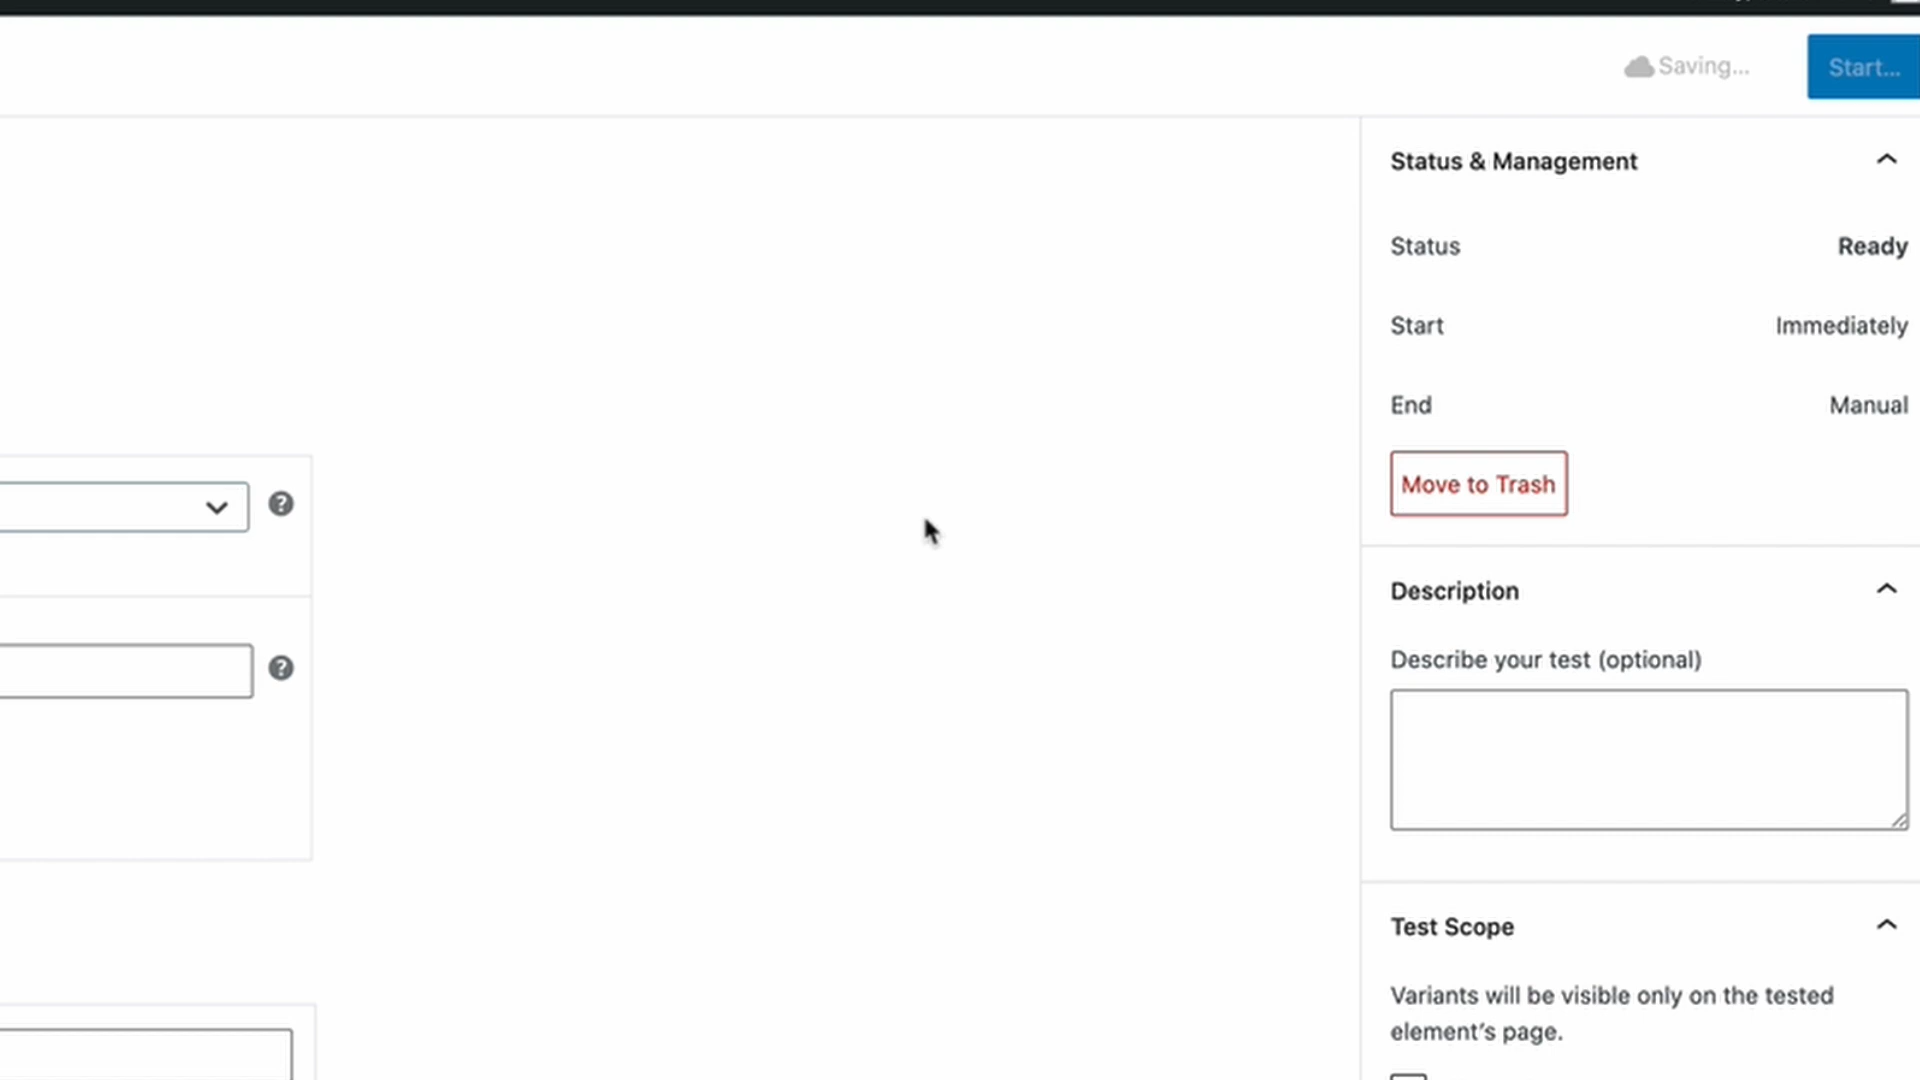 Saving...
Start...
Status & Management
Status Ready
Start Immediately
End Manual
Move to Trash
Description
Describe your test (optional)
Test Scope
Variants will be visible only on the tested
element's page.